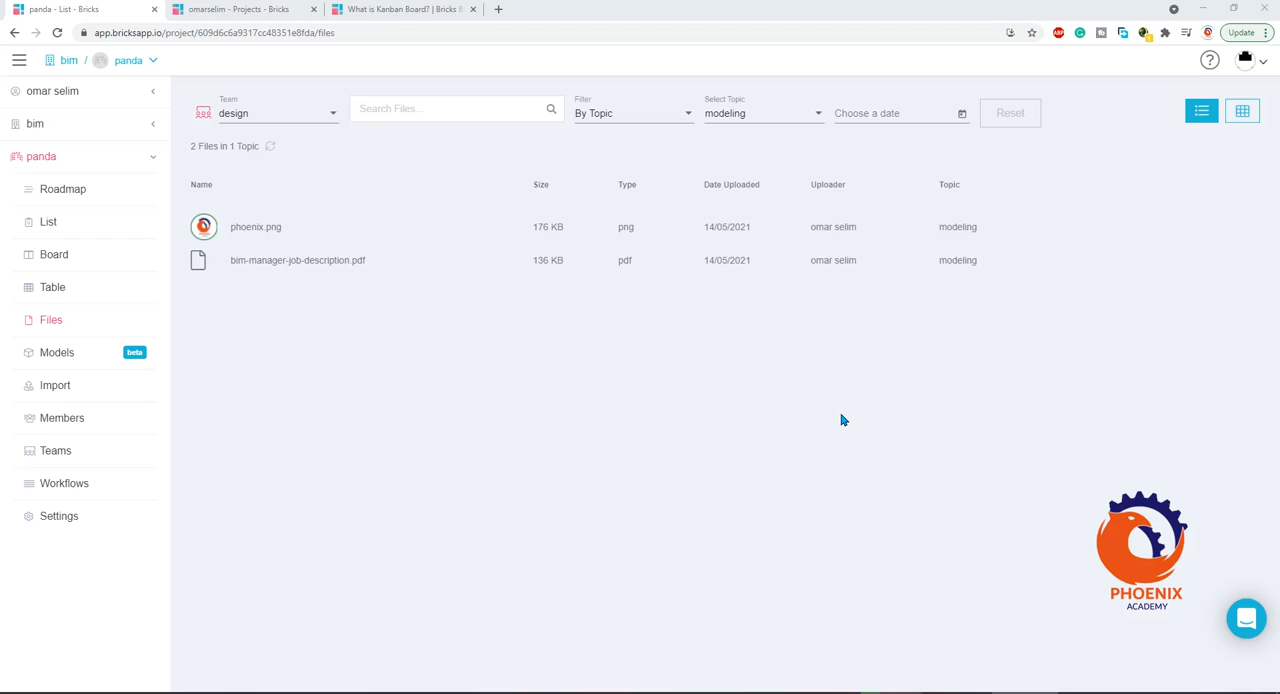 panda - List - Bricks
omarselim - Projects - Bricks
What is Kanban Board? | Bricks B
app.bricksapp.io/project/609d6c6a9317cc48351e8fda/files
ABP
Update
bim / panda
?
omar selim
bim
panda
Roadmap
List
Board
Table
Files
Models beta
Import
Members
Teams
Workflows
Settings
Team
design
Search Files...
Filter
By Topic
Select Topic
modeling
Choose a date
Reset
2 Files in 1 Topic
Name Size Type Date Uploaded Uploader Topic
phoenix.png 176 KB png 14/05/2021 omar selim modeling
bim-manager-job-description.pdf 136 KB pdf 14/05/2021 omar selim modeling
PHOENIX
ACADEMY